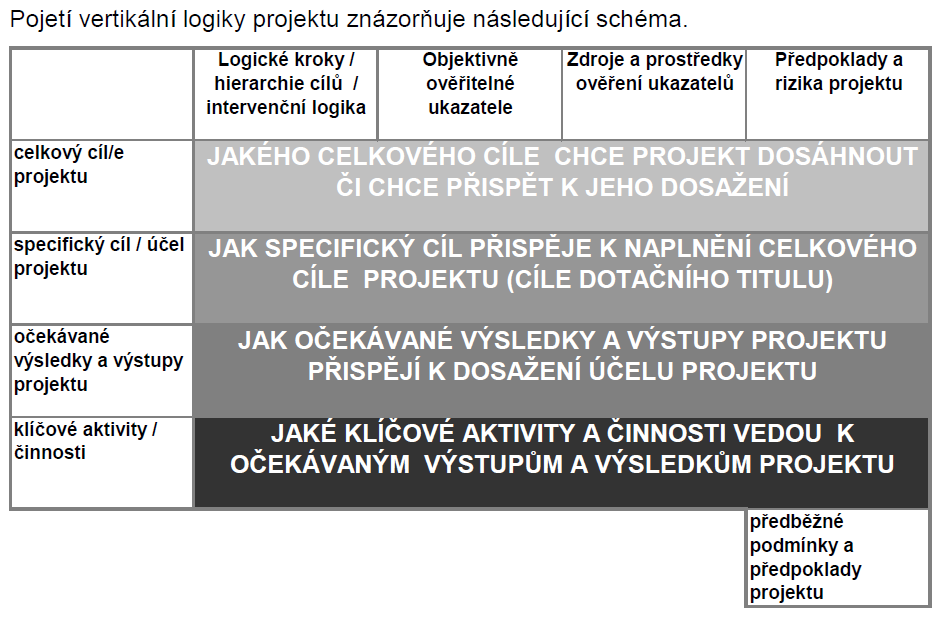 Pojetí vertikální logiky projektu znázorňuje následující schéma.
Logické kroky /
hierarchie cílů /
intervenční logika
Objektivně
ověřitelné
ukazatele
Zdroje a prostředky
ověření ukazatelů
Předpoklady a
rizika projektu
celkový cíl/e
projektu
JAKÉHO CELKOVÉHO CÍLE CHCE PROJEKT DOSÁHNOUT
ČI CHCE PŘISPĚT K JEHO DOSAŽENÍ
specifický cíl / účel
projektu
JAK SPECIFICKÝ CÍL PŘISPĚJE K NAPLNĚNÍ CELKOVÉHO
CÍLE PROJEKTU (CÍLE DOTAČNÍHO TITULU)
očekávané
výsledky a výstupy
projektu
JAK OČEKÁVANÉ VÝSLEDKY A VÝSTUPY PROJEKTU
PŘISPĚJÍ K DOSAŽENÍ ÚČELU PROJEKTU
klíčové aktivity /
činnosti
JAKÉ KLÍČOVÉ AKTIVITY A ČINNOSTI VEDOU K
OČEKÁVANÝM VÝSTUPŮM A VÝSLEDKŮM PROJEKTU
předběžné
podmínky a
předpoklady
projektu